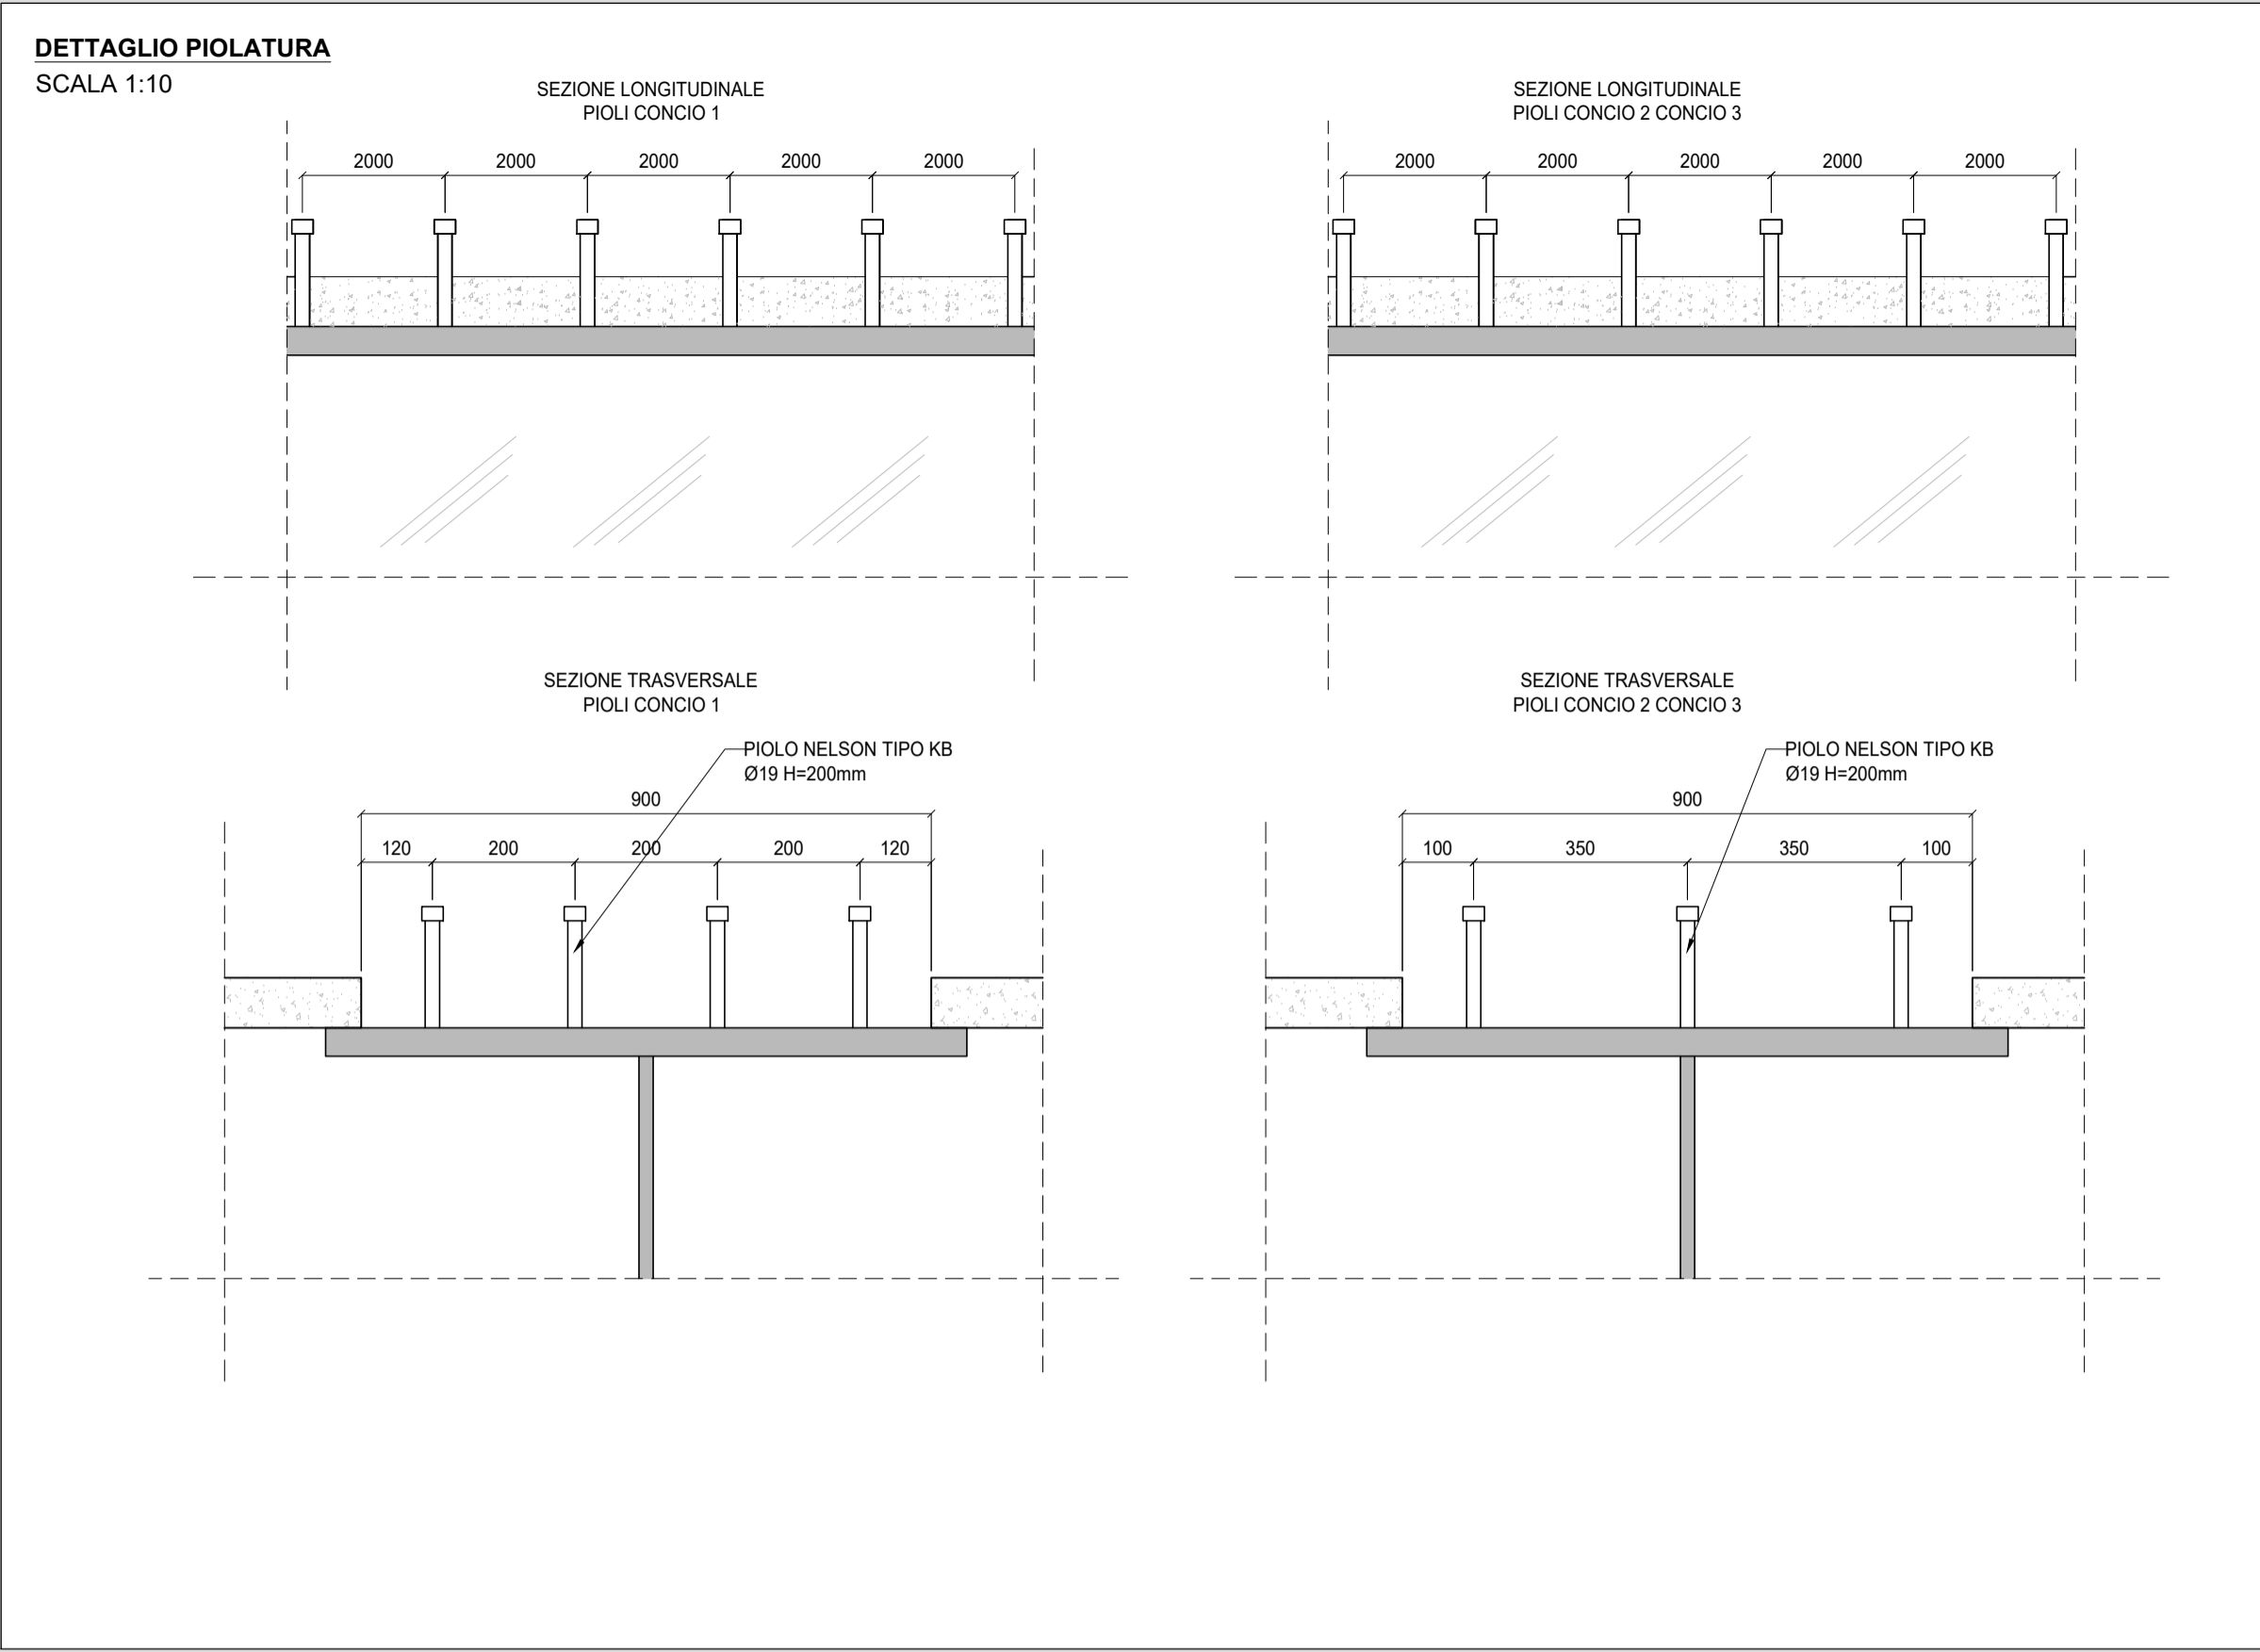 DETTAGLIO PIOLATURA
SCALA 1:10
SEZIONE LONGITUDINALE
PIOLI CONCIO 1
2000 2000 2000 2000 2000
SEZIONE LONGITUDINALE
PIOLI CONCIO 2 CONCIO 3
2000 2000 2000 2000 2000
SEZIONE TRASVERSALE
PIOLI CONCIO 1
PIOLO NELSON TIPO KB
Ø19 H=200mm
900
120 200 200 200 120
SEZIONE TRASVERSALE
PIOLI CONCIO 2 CONCIO 3
PIOLO NELSON TIPO KB
Ø19 H=200mm
900
100 350 350 100